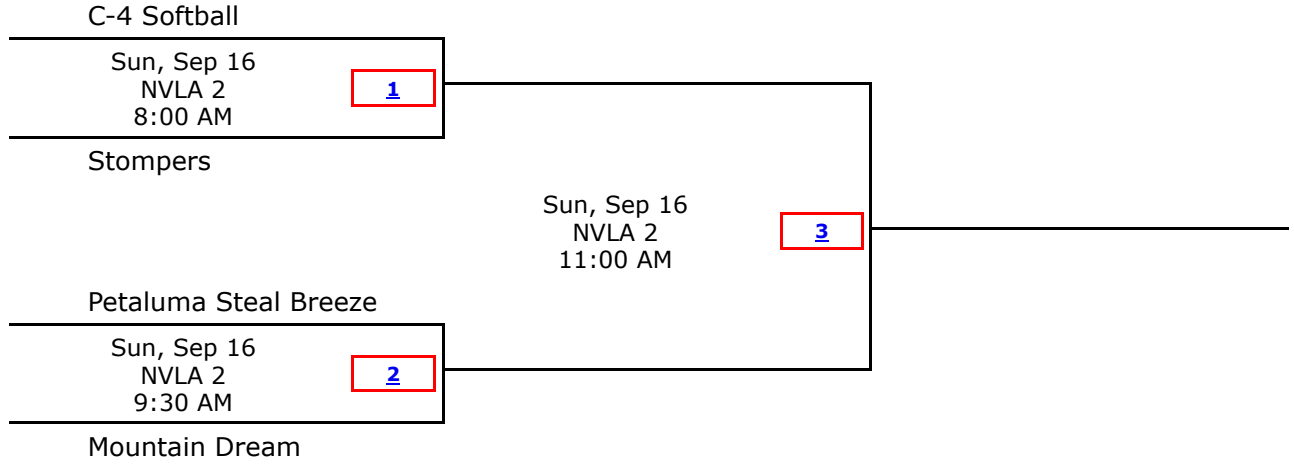 C-4 Softball
Sun, Sep 16
NVLA 2
8:00 AM
1
Stompers
Sun, Sep 16
NVLA 2
11:00 AM
3
Petaluma Steal Breeze
Sun, Sep 16
NVLA 2
9:30 AM
2
Mountain Dream